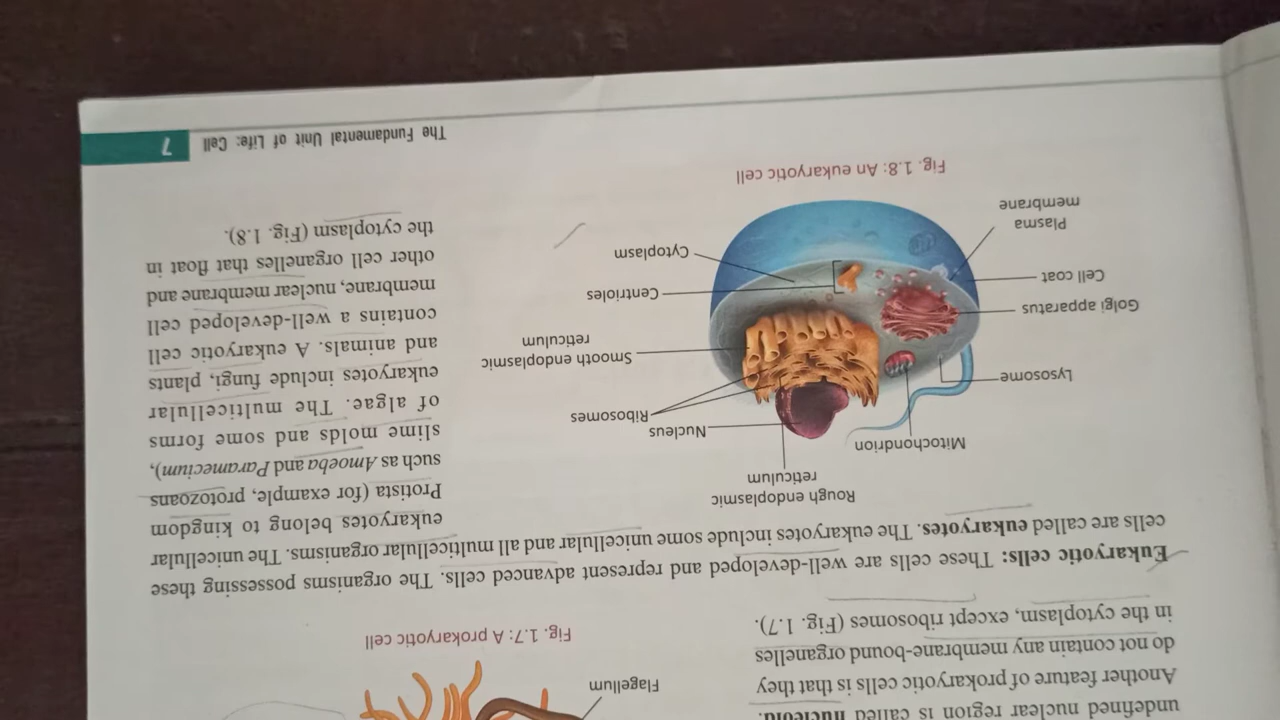 undefined nuclear region is called nucleoid.
Another feature of prokaryotic cells is that they
do not contain any membrane-bound organelles
in the cytoplasm, except ribosomes (Fig. 1.7).
Flagellum
Fig. 1.7: A prokaryotic cell
Eukaryotic cells: These cells are well-developed and represent advanced cells. The organisms possessing these
cells are called eukaryotes. The eukaryotes include some unicellular and all multicellular organisms. The unicellular
eukaryotes belong to kingdom
Protista (for example, protozoans
such as Amoeba and Paramecium),
slime molds and some forms
of algae. The multicellular
eukaryotes include fungi, plants
and animals. A eukaryotic cell
contains a well-developed cell
membrane, nuclear membrane and
other cell organelles that float in
the cytoplasm (Fig. 1.8).
Rough endoplasmic
reticulum
Mitochondrion
Nucleus
Ribosomes
Lysosome
Smooth endoplasmic
reticulum
Golgi apparatus
Centrioles
Cell coat
Cytoplasm
Plasma
membrane
Fig. 1.8: An eukaryotic cell
The Fundamental Unit of Life: Cell 7